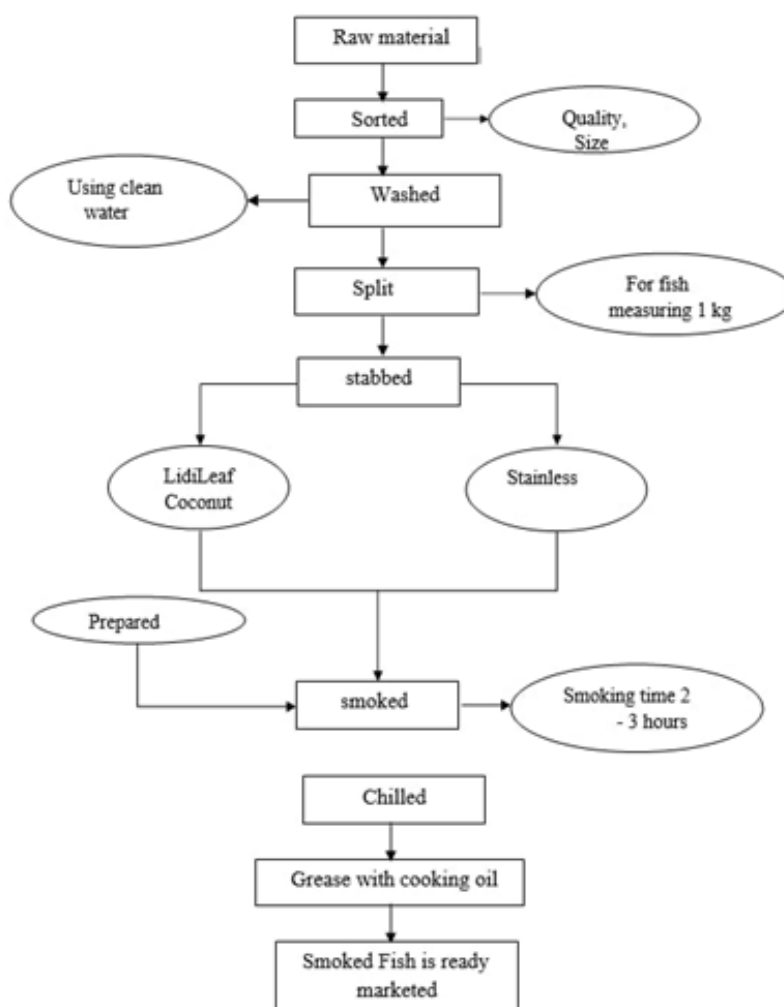 Raw material
Sorted
Quality,
Size
Using clean
water
Washed
Split
For fish
measuring 1 kg
stabbed
LidiLeaf
Coconut
Stainless
Prepared
smoked
Smoking time 2
- 3 hours
Chilled
Grease with cooking oil
Smoked Fish is ready
marketed